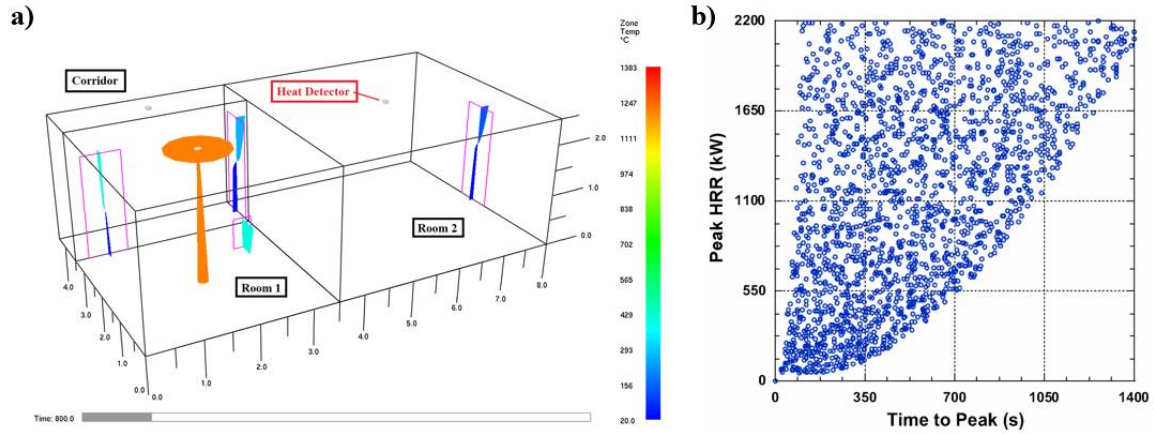 a)
Zone
Temp
°C
Corridor
Heat Detector
Room 1
Room 2
1383
1247
1111
974
838
702
565
429
293
156
20.0
2.0
1.0
0.0
4.0
3.0
2.0
1.0
0.0
0.0
1.0
2.0
3.0
4.0
5.0
6.0
7.0
8.0
Time: 800.0
b)
Peak HRR (kW)
2200
1650
1100
550
0
0 350 700 1050 1400
Time to Peak (s)